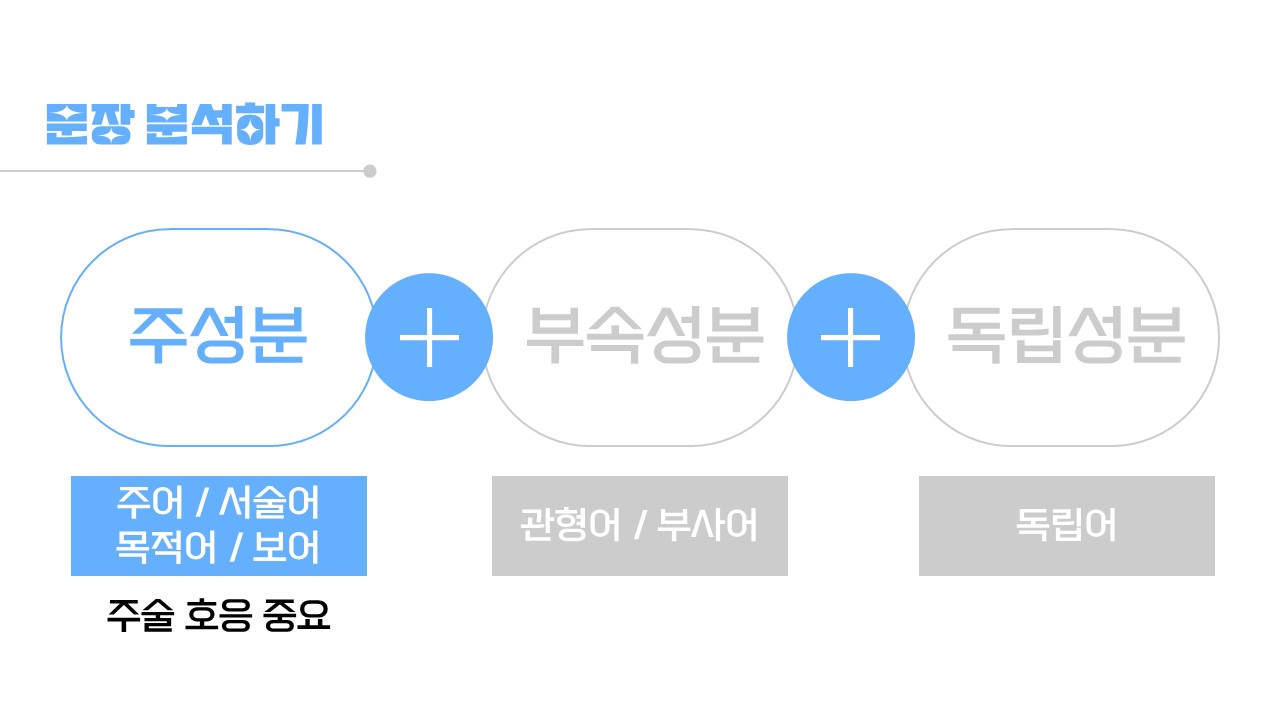 문장 분석하기
주성분
부속성분
독립성분
주어 / 서술어
목적어 / 보어
관형어 / 부사어
독립어
주술 호응 중요